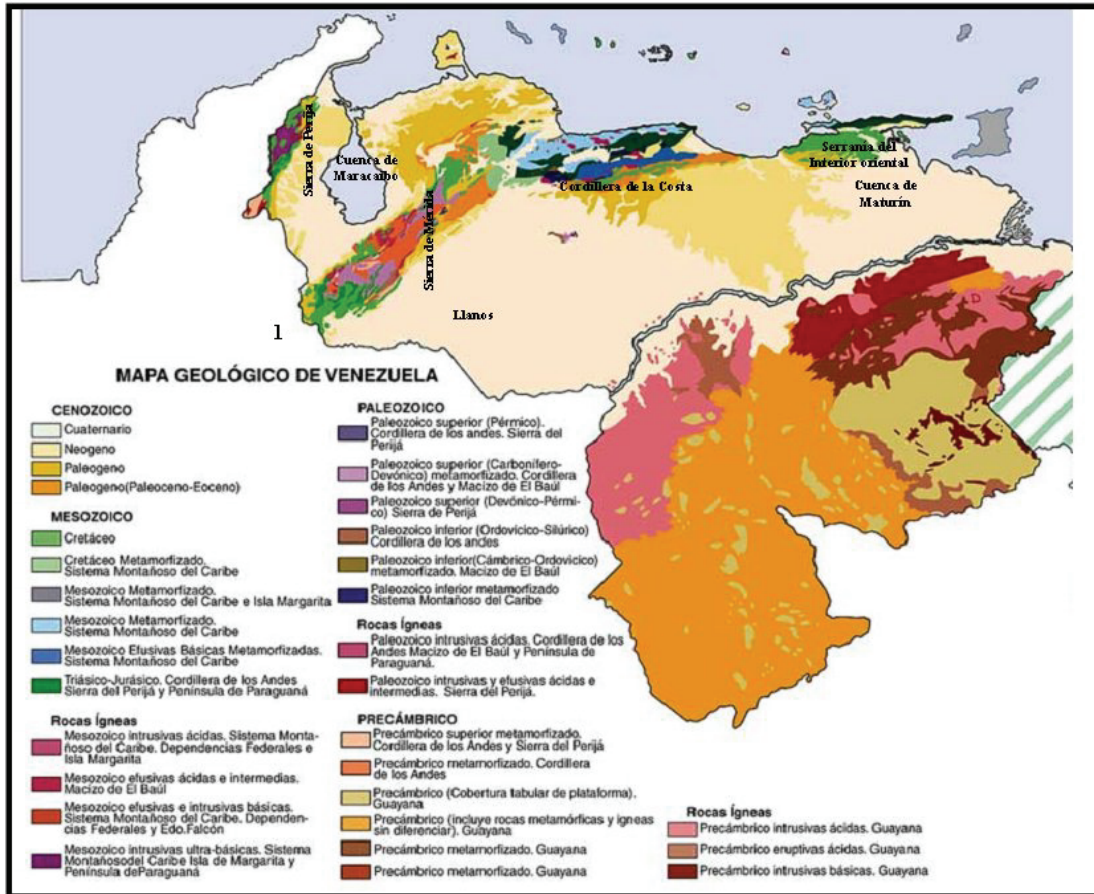 Sierra de Perijá
Cuenca de
Maracaibo
Sierra de Mérida
Cordillera de la Costa
Serranía del
Interior oriental
Cuenca de
Maturín
Llanos
D
1
MAPA GEOLÓGICO DE VENEZUELA
CENOZOICO
Cuaternario
Neogeno
Paleogeno
Paleogeno(Paleoceno-Eoceno)
MESOZOICO
Cretáceo
Cretáceo Metamorfizado.
Sistema Montañoso del Caribe
Mesozoico Metamorfizado.
Sistema Montañoso del Caribe e Isla Margarita
Mesozoico Metamorfizado.
Sistema Montañoso del Caribe
Mesozoico Efusivas Básicas Metamorfizadas.
Sistema Montañoso del Caribe
Triásico-Jurásico. Cordillera de los Andes
Sierra del Perijá y Península de Paraguaná
Rocas Ígneas
Mesozoico intrusivas ácidas. Sistema Monta-
ñoso del Caribe. Dependencias Federales e
Isla Margarita
Mesozoico efusivas ácidas e intermedias.
Macizo de El Baúl
Mesozoico efusivas e intrusivas básicas.
Sistema Montañoso del Caribe. Dependen-
cias Federales y Edo.Falcón
Mesozoico intrusivas ultra-básicas. Sistema
Montañosodel Caribe Isla de Margarita y
Península deParaguaná
PALEOZOICO
Paleozoico superior (Pérmico).
Cordillera de los andes. Sierra del
Perijá
Paleozoico superior (Carbonífero-
Devónico) metamorfizado. Cordillera
de los Andes y Macizo de El Baúl
Paleozoico superior (Devónico-Pérmi-
co) Sierra de Perijá
Paleozoico inferior (Ordovícico-Silúrico)
Cordillera de los andes
Paleozoico inferior(Cámbrico-Ordovícico)
metamorfizado. Macizo de El Baúl
Paleozoico inferior metamorfizado
Sistema Montañoso del Caribe
Rocas Ígneas
Paleozoico intrusivas ácidas. Cordillera de los
Andes Macizo de El Baúl y Península de
Paraguaná.
Paleozoico intrusivas y efusivas ácidas e
intermedias. Sierra del Perijá.
PRECÁMBRICO
Precámbrico superior metamorfizado.
Cordillera de los Andes y Sierra del Perijá
Precámbrico metamorfizado. Cordillera
de los Andes
Precámbrico (Cobertura tabular de plataforma).
Guayana
Precámbrico (incluye rocas metamórficas y igneas
sin diferenciar). Guayana
Precámbrico metamorfizado. Guayana
Precámbrico metamorfizado. Guayana
Rocas Ígneas
Precámbrico intrusivas ácidas. Guayana
Precámbrico eruptivas ácidas. Guayana
Precámbrico intrusivas básicas. Guayana